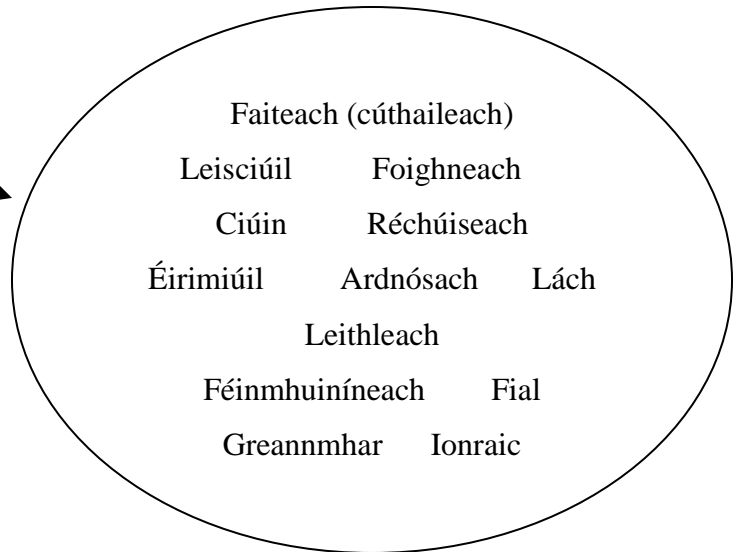 Faiteach (cúthaileach)
Leisciúil Foighneach
Ciúin Réchúiseach
Éirimiúil Ardnósach Lách
Leithleach
Féinmhuiníneach Fial
Greannmhar Ionraic